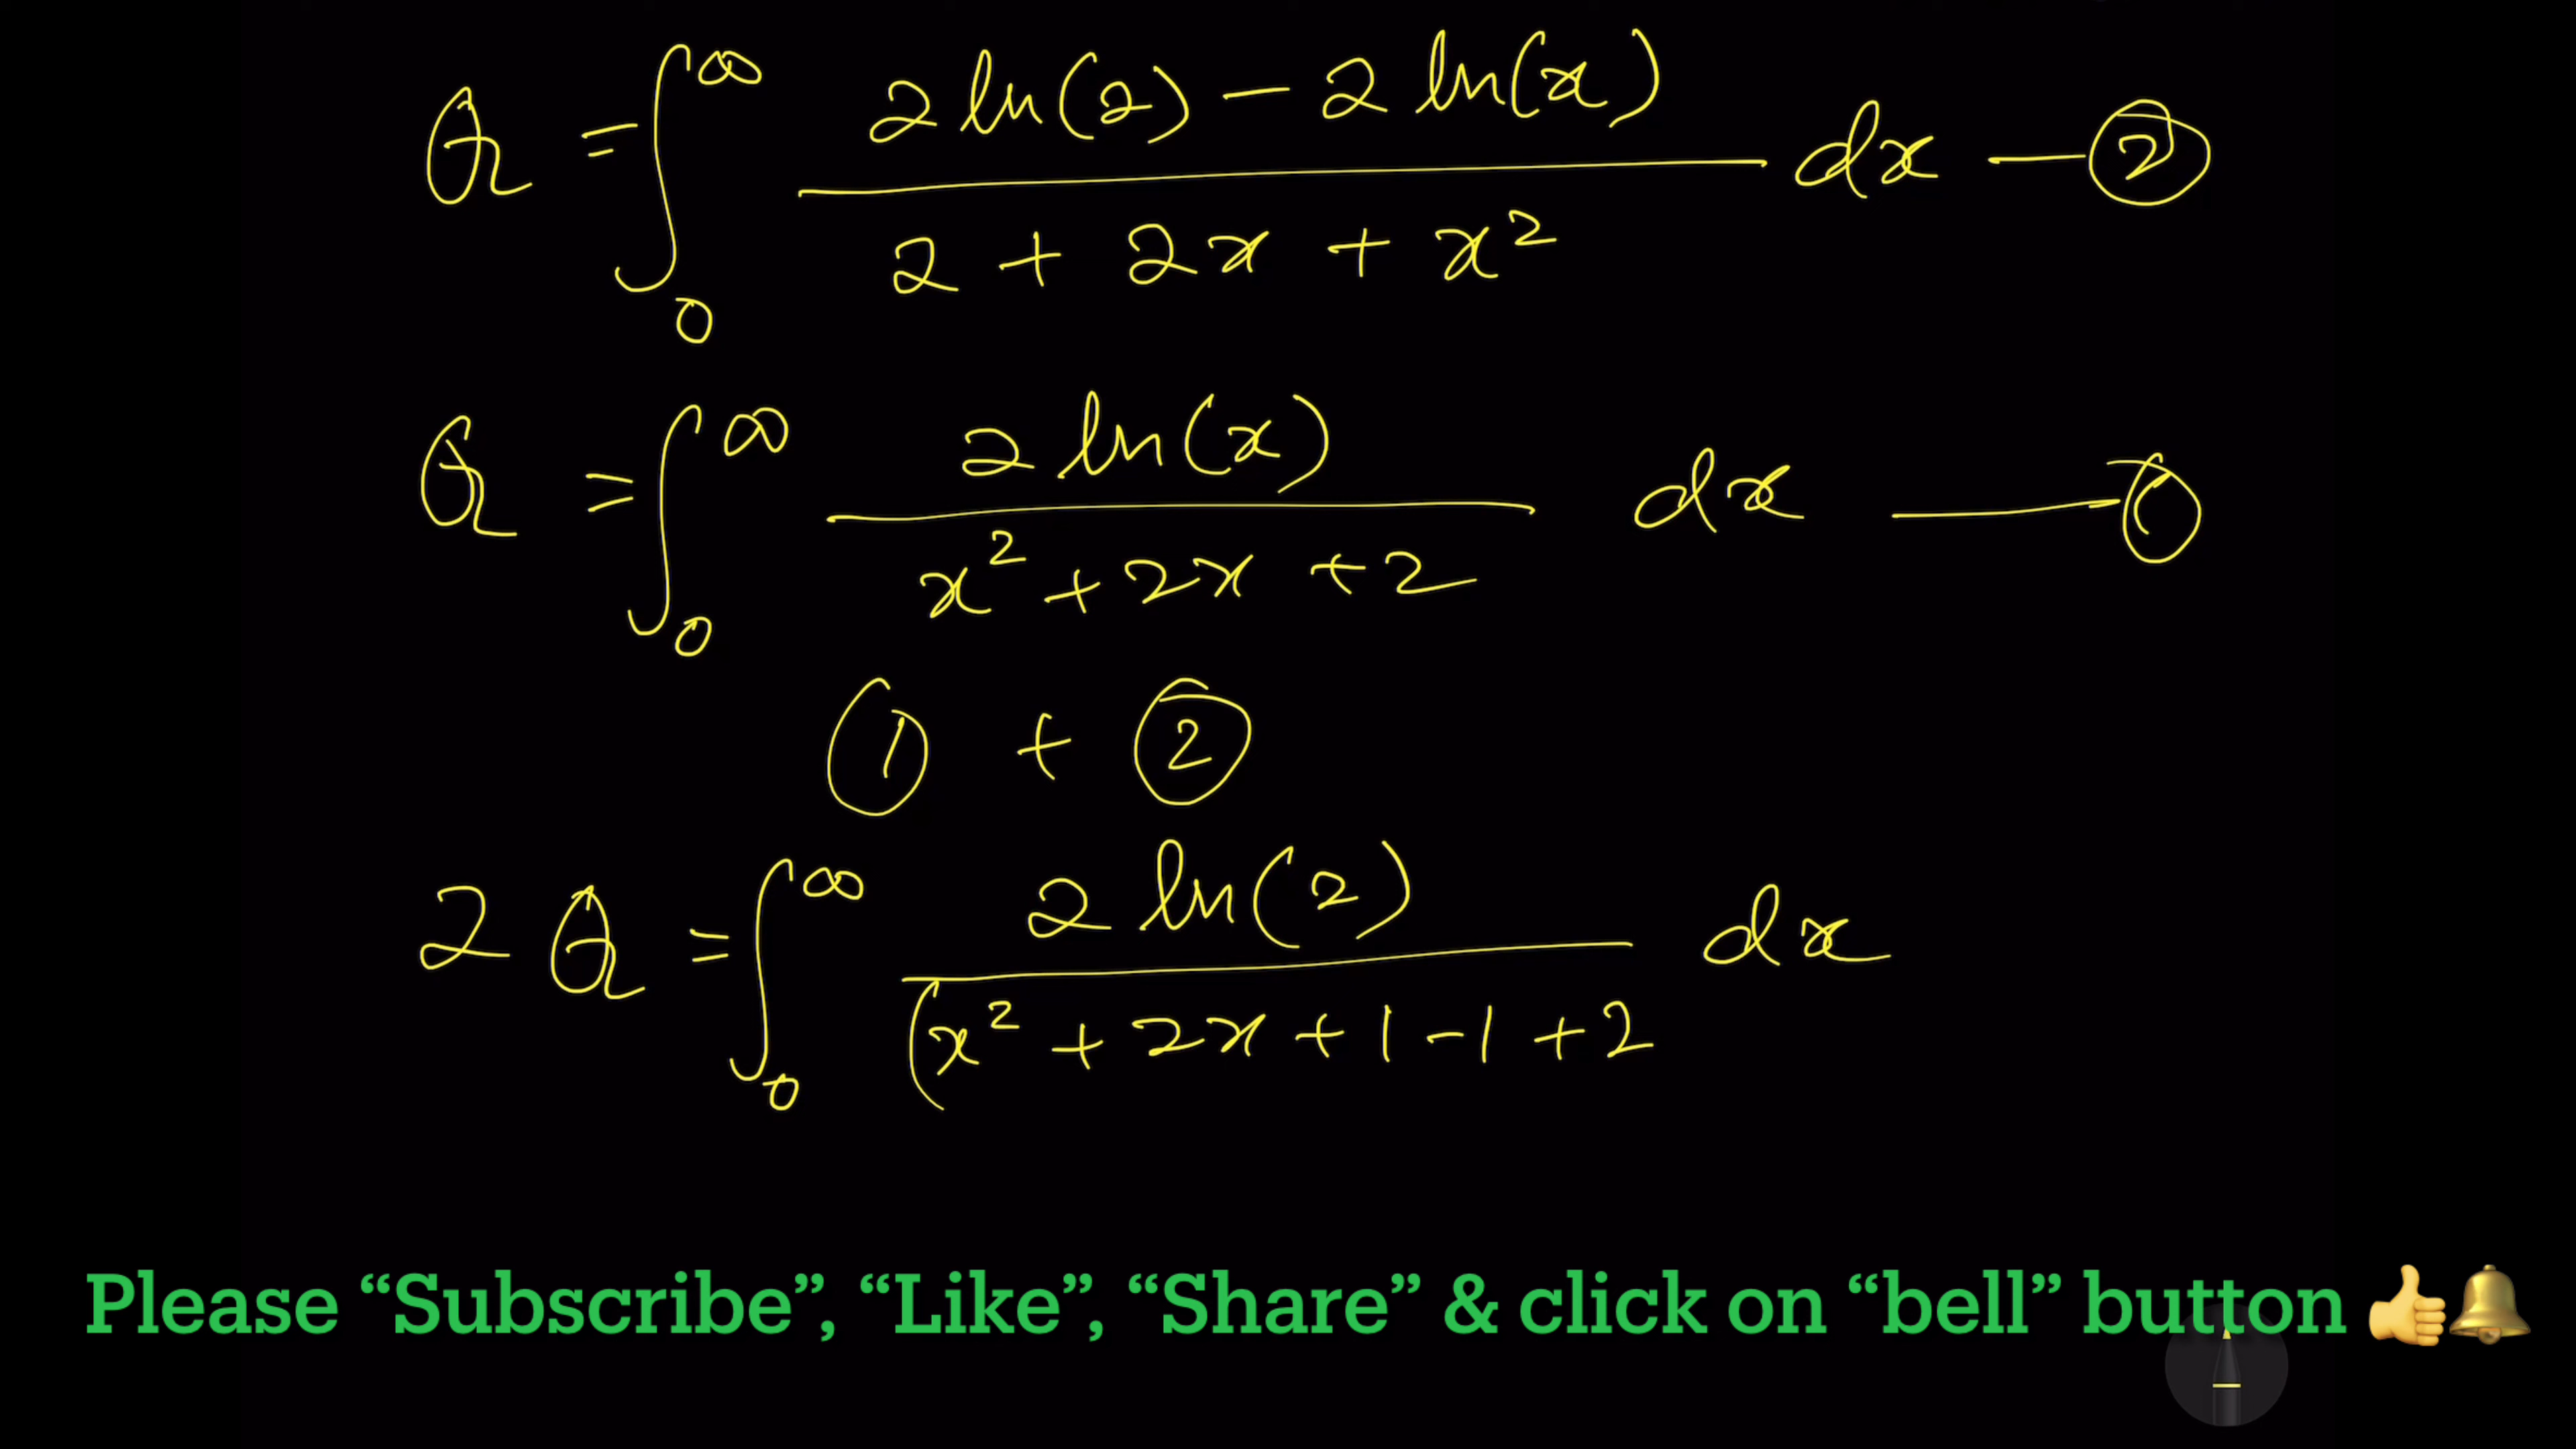 Q = ∫₀^∞ (2 ln(2) − 2 ln(x)) / (2 + 2x + x²) dx — ②
Q = ∫₀^∞ (2 ln(x)) / (x² + 2x + 2) dx — ①
① + ②
2 Q = ∫₀^∞ (2 ln(2)) / ((x² + 2x + 1 − 1 + 2) dx
Please “Subscribe”, “Like”, “Share” & click on “bell” button 👍🔔